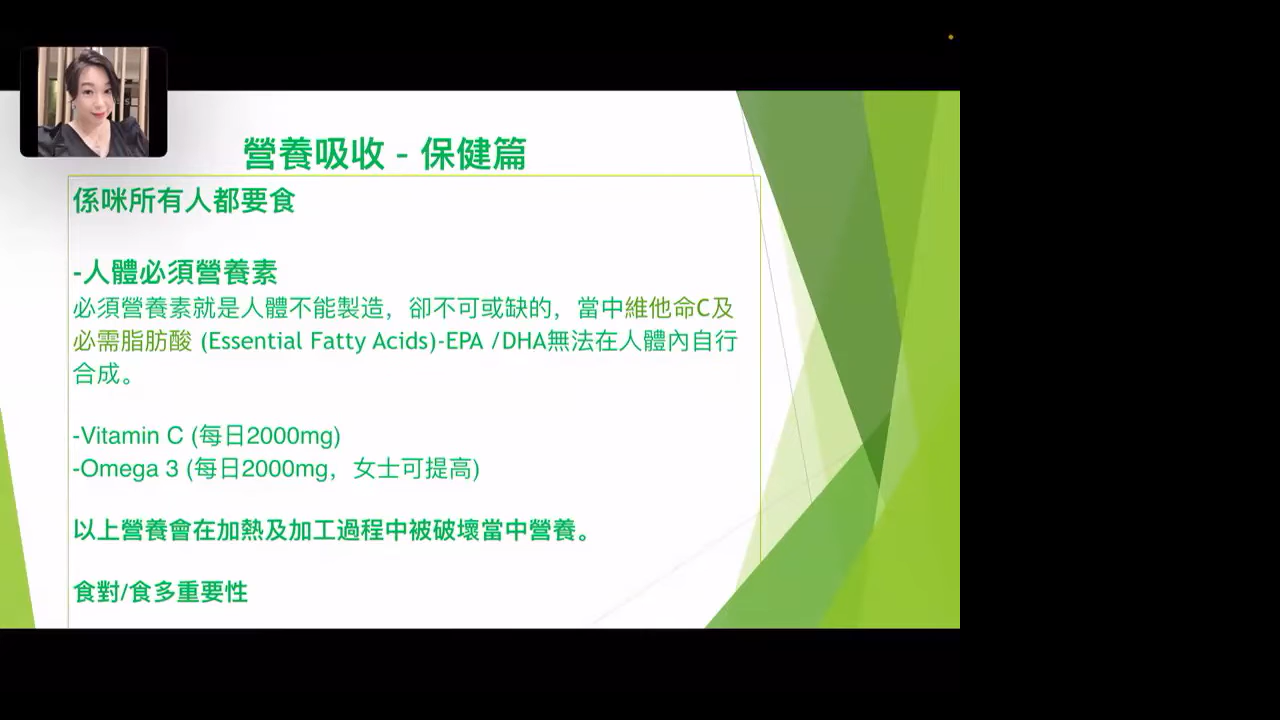 營養吸收 - 保健篇
係咪所有人都要食
-人體必須營養素
必須營養素就是人體不能製造，卻不可或缺的，當中維他命C及
必需脂肪酸 (Essential Fatty Acids)-EPA /DHA無法在人體內自行
合成。
-Vitamin C (每日2000mg)
-Omega 3 (每日2000mg，女士可提高)
以上營養會在加熱及加工過程中被破壞當中營養。
食對/食多重要性